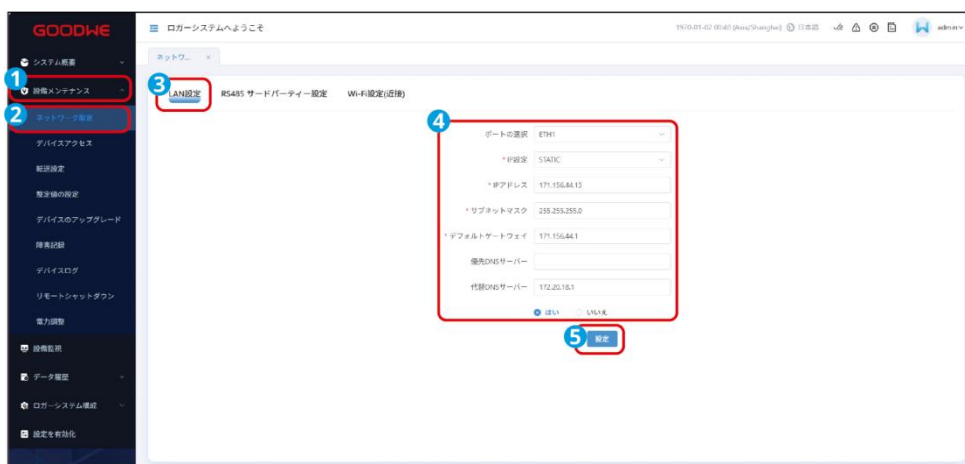 GOODWE
ロガーシステムへようこそ
1970-01-02 00:40 (Asia/Shanghai) 日本語 admin
システム概要
ネットワ... ×
1 設備メンテナンス
2 ネットワーク設定
デバイスアクセス
転送設定
整定値の設定
デバイスのアップグレード
障害記録
デバイスログ
リモートシャットダウン
電力調整
設備監視
データ履歴
ロガーシステム構成
設定を有効化
3 LAN設定 RS485 サードパーティー設定 Wi-Fi設定(近接)
4
ポートの選択 ETH1
* IP設定 STATIC
* IPアドレス 171.156.44.13
* サブネットマスク 255.255.255.0
* デフォルトゲートウェイ 171.156.44.1
優先DNSサーバー
代替DNSサーバー 172.20.18.1
はい いいえ
5 設定